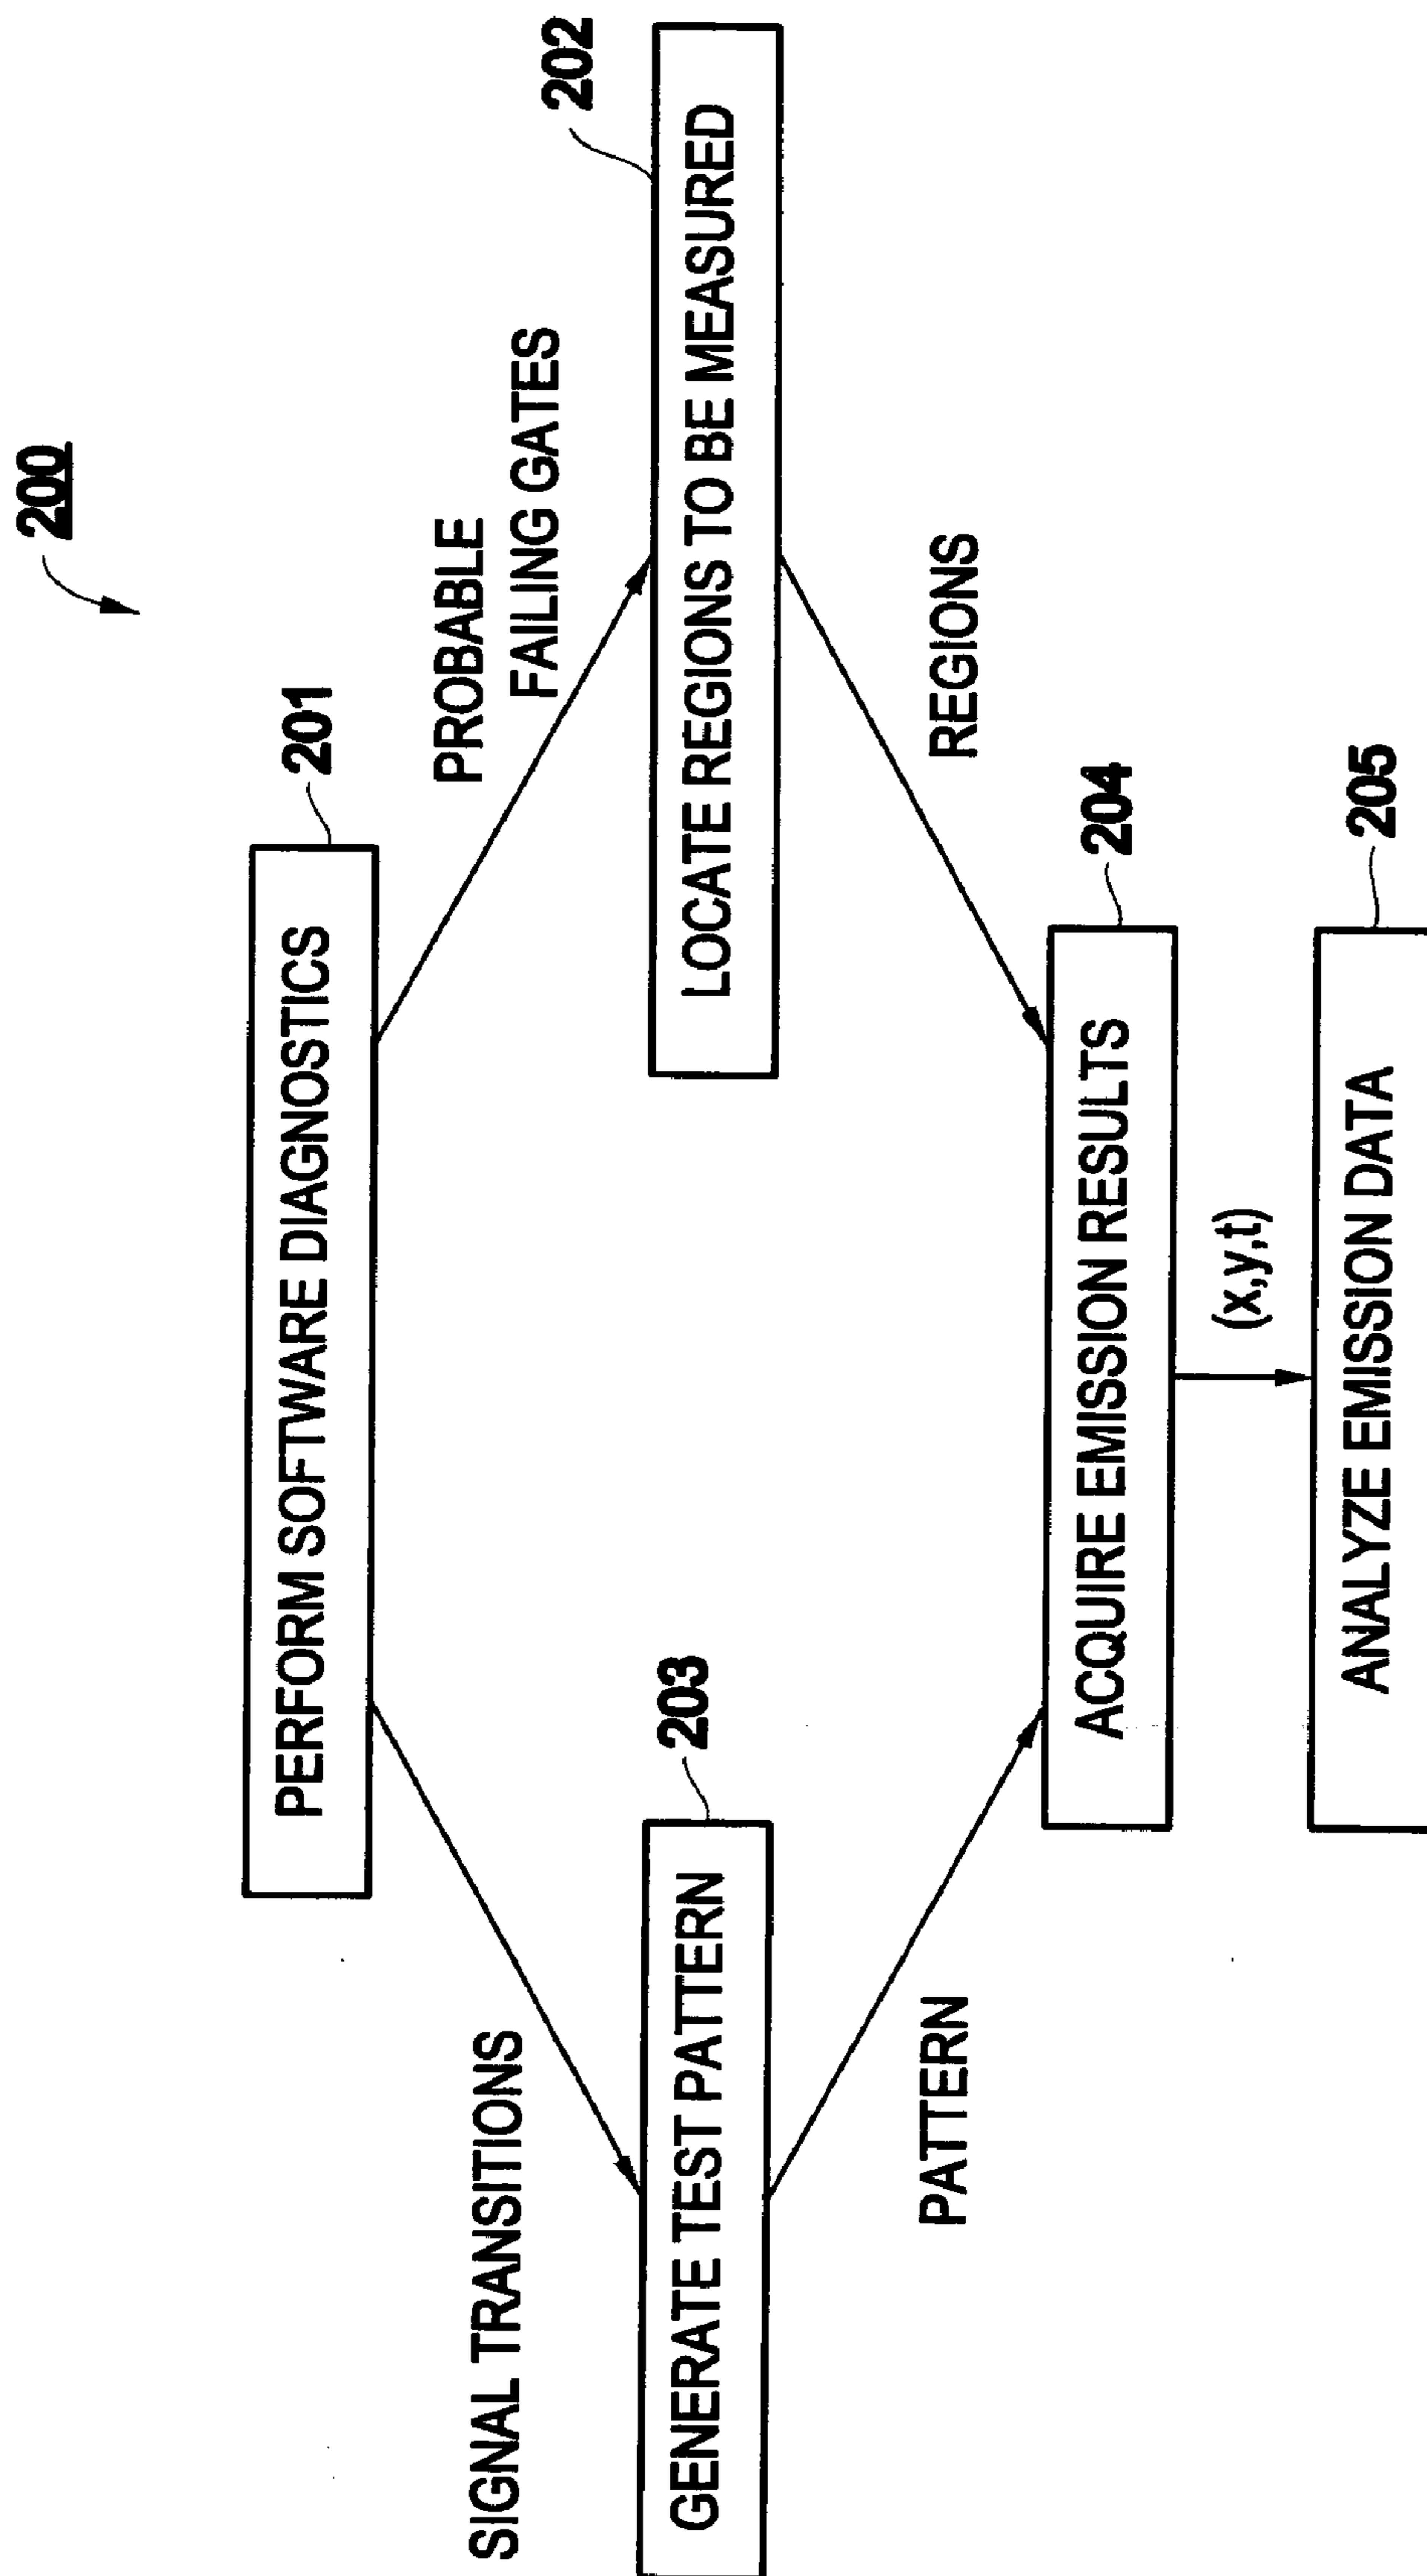 200
PERFORM SOFTWARE DIAGNOSTICS
201
SIGNAL TRANSITIONS
PROBABLE
FAILING GATES
GENERATE TEST PATTERN
203
LOCATE REGIONS TO BE MEASURED
202
PATTERN
REGIONS
ACQUIRE EMISSION RESULTS
204
(x,y,t)
ANALYZE EMISSION DATA
205